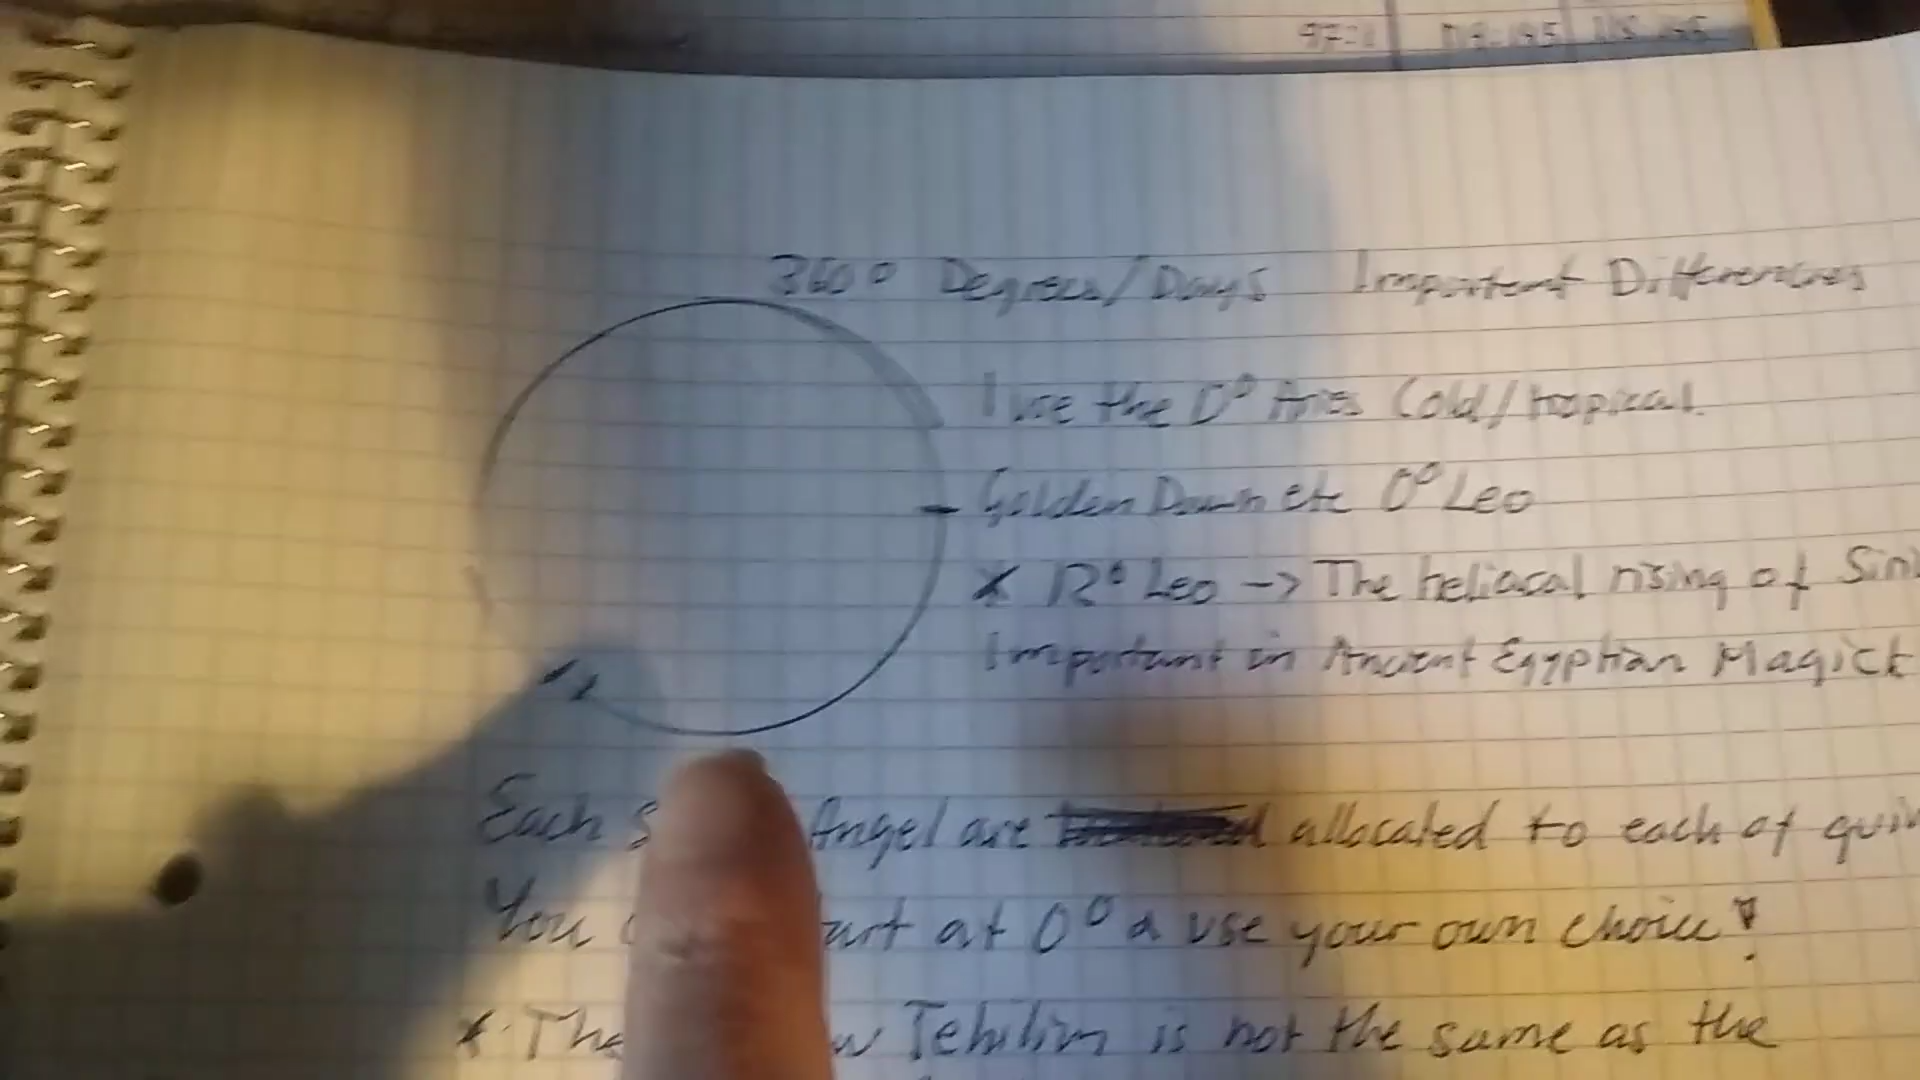 360° Degrees/Days Important Differences
I use the 0° Aries Cold/tropical.
Golden Dawn etc 0° Leo
x Leo -> The heliacal rising of
Important in Ancient Egyptian Magick
Each Angel are allocated to each of
You at 0° & use your own choice!
x Tehilim is not the same as the